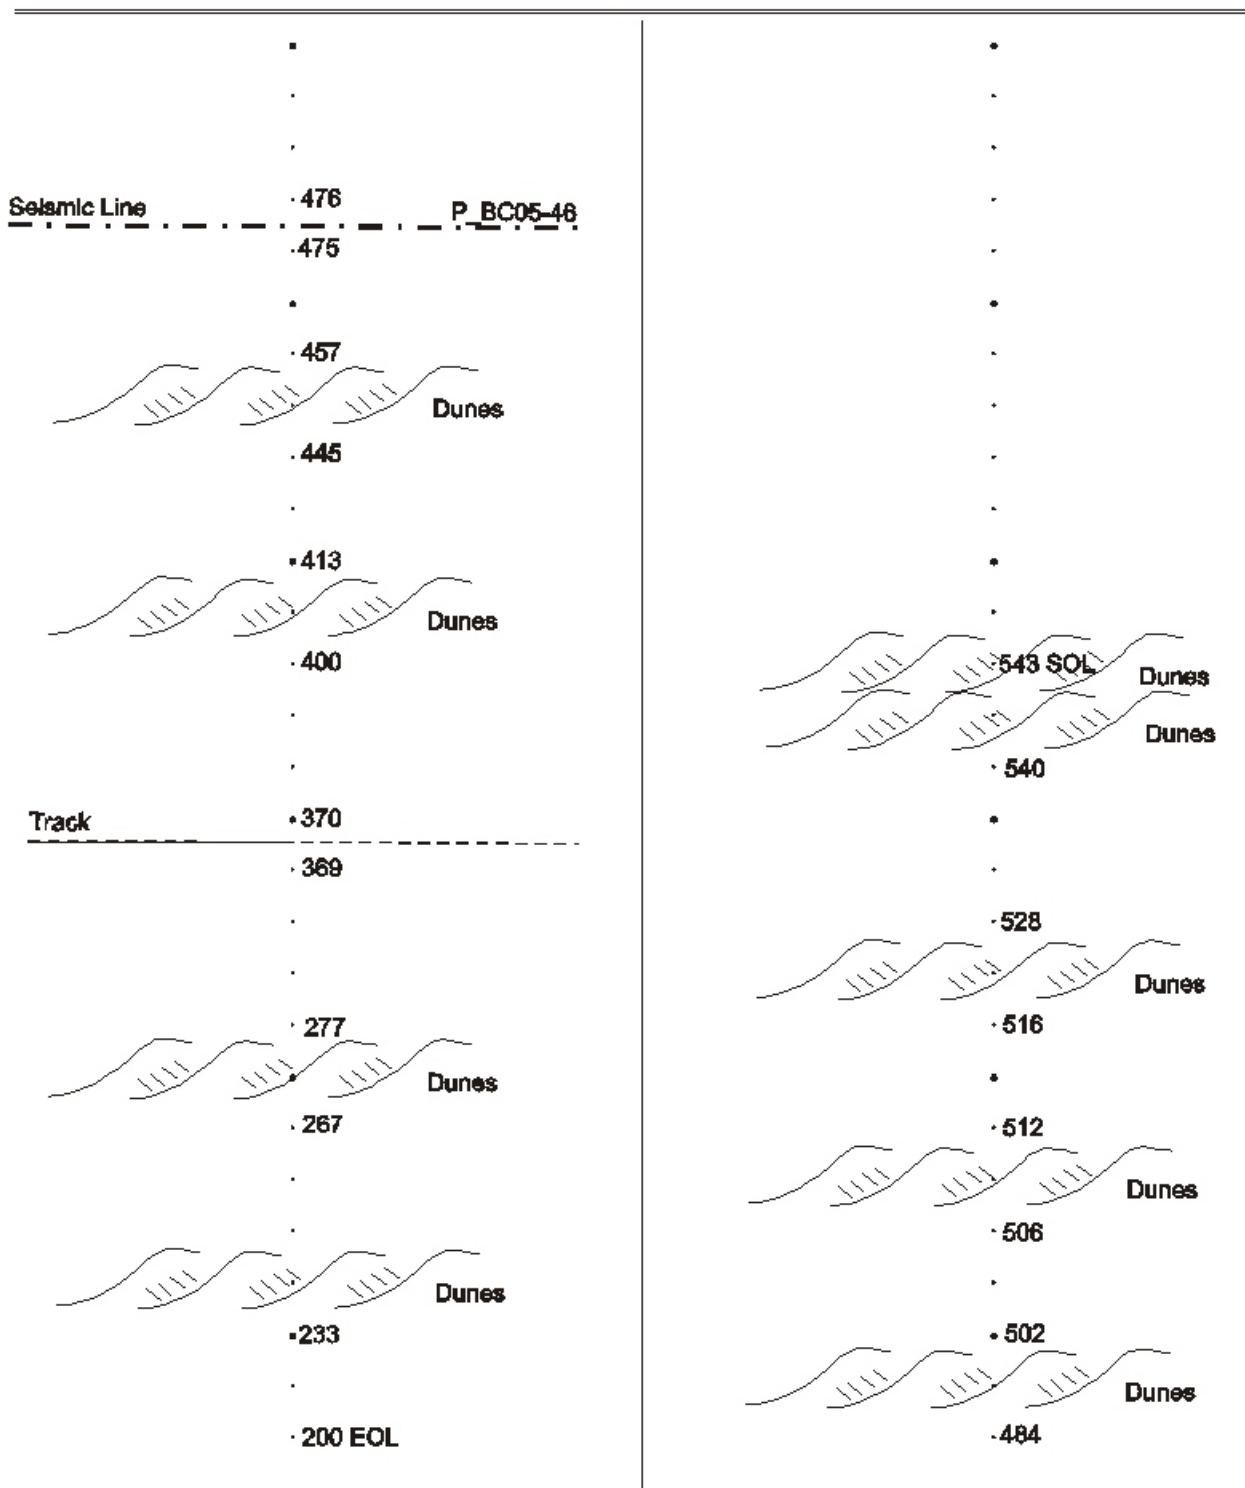 476
Seismic Line P_BC05-46
475
457
Dunes
445
413
Dunes
400
370
Track
369
277
Dunes
267
Dunes
233
200 EOL
543 SOL
Dunes
Dunes
540
528
Dunes
516
512
Dunes
506
502
Dunes
484